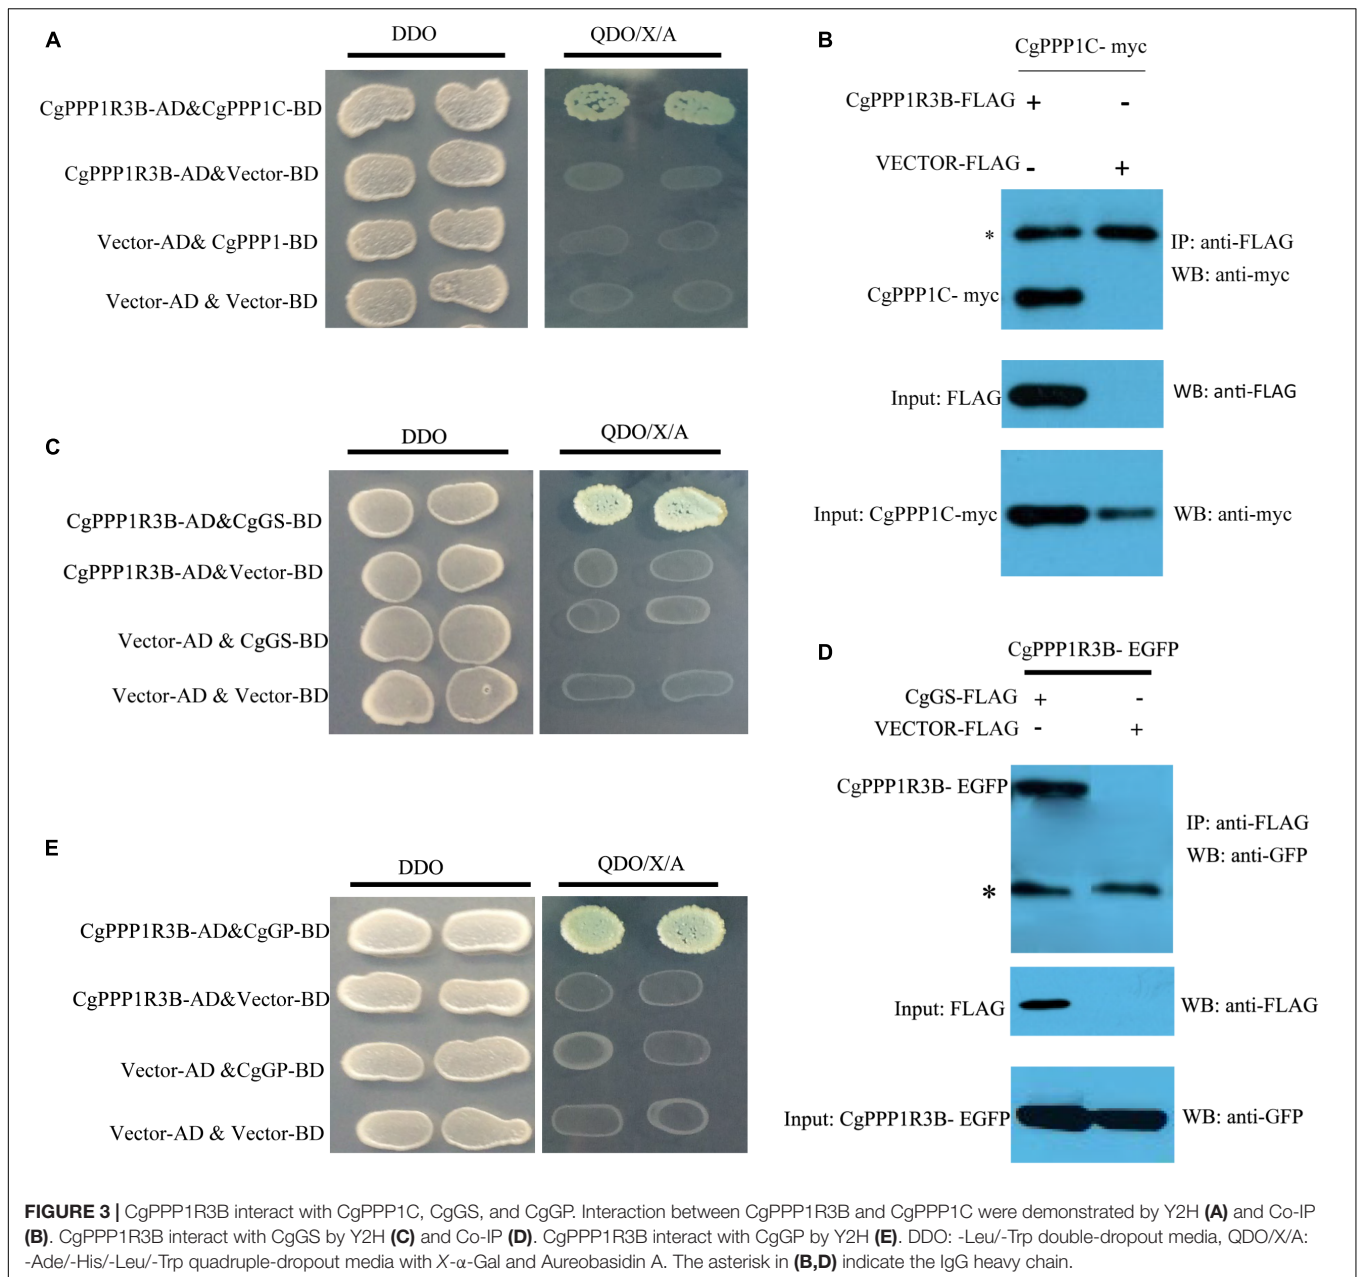 A
DDO
QDO/X/A
CgPPP1R3B-AD&CgPPP1C-BD
CgPPP1R3B-AD&Vector-BD
Vector-AD& CgPPP1-BD
Vector-AD & Vector-BD
B
CgPPP1C- myc
CgPPP1R3B-FLAG + -
VECTOR-FLAG - +
*
IP: anti-FLAG
WB: anti-myc
CgPPP1C- myc
Input: FLAG
WB: anti-FLAG
Input: CgPPP1C-myc
WB: anti-myc
C
DDO
QDO/X/A
CgPPP1R3B-AD&CgGS-BD
CgPPP1R3B-AD&Vector-BD
Vector-AD & CgGS-BD
Vector-AD & Vector-BD
D
CgPPP1R3B- EGFP
CgGS-FLAG + -
VECTOR-FLAG - +
CgPPP1R3B- EGFP
IP: anti-FLAG
WB: anti-GFP
*
Input: FLAG
WB: anti-FLAG
Input: CgPPP1R3B- EGFP
WB: anti-GFP
E
DDO
QDO/X/A
CgPPP1R3B-AD&CgGP-BD
CgPPP1R3B-AD&Vector-BD
Vector-AD &CgGP-BD
Vector-AD & Vector-BD
FIGURE 3 | CgPPP1R3B interact with CgPPP1C, CgGS, and CgGP. Interaction between CgPPP1R3B and CgPPP1C were demonstrated by Y2H (A) and Co-IP
(B). CgPPP1R3B interact with CgGS by Y2H (C) and Co-IP (D). CgPPP1R3B interact with CgGP by Y2H (E). DDO: -Leu/-Trp double-dropout media, QDO/X/A:
-Ade/-His/-Leu/-Trp quadruple-dropout media with X-α-Gal and Aureobasidin A. The asterisk in (B,D) indicate the IgG heavy chain.